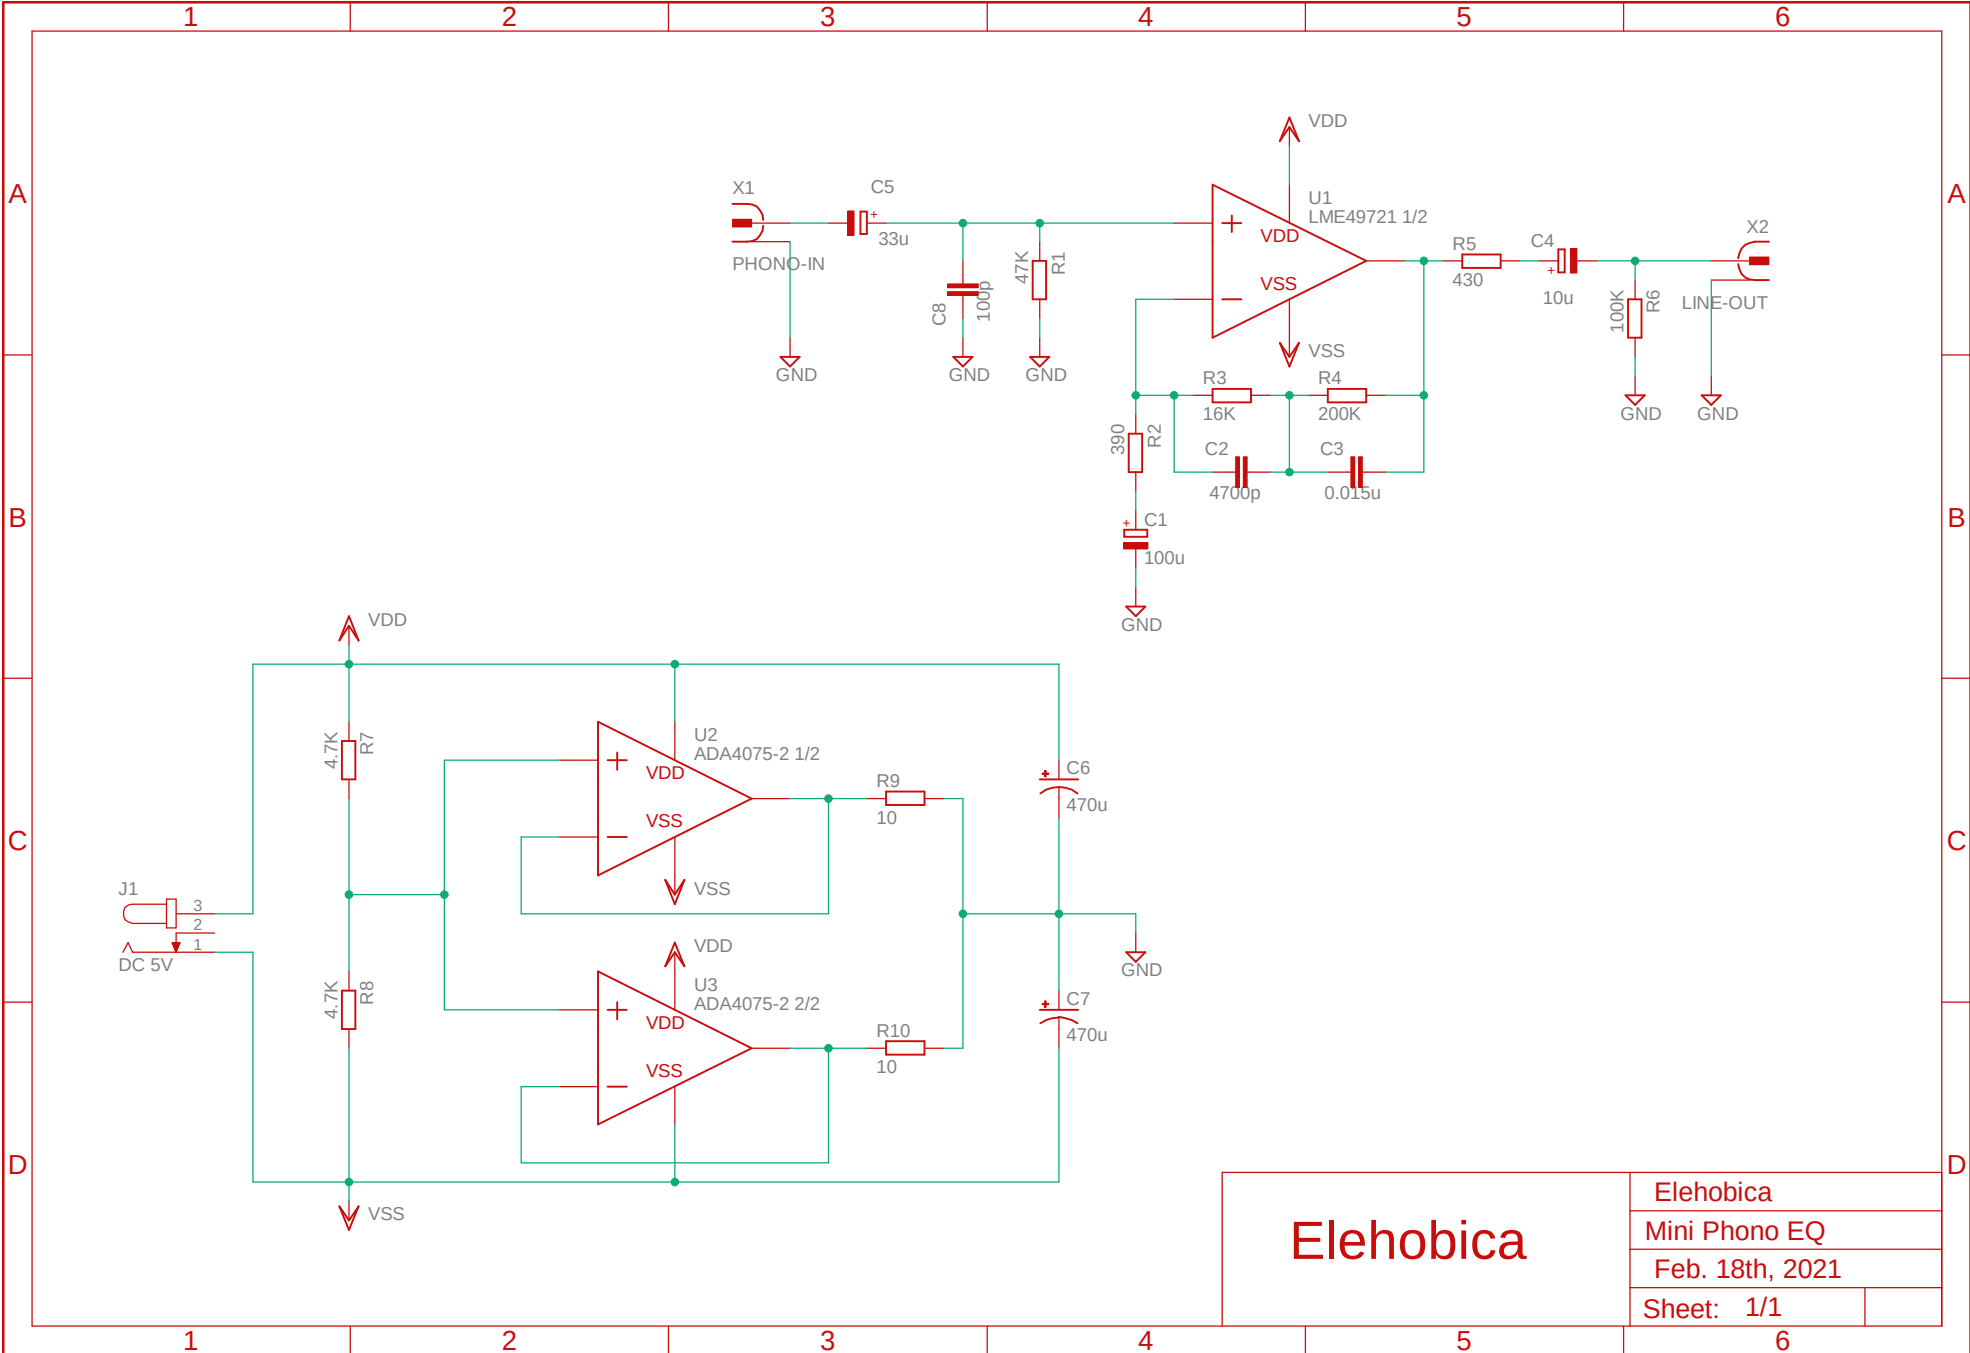 1 2 3 4 5 6
A A
VDD
X1
C5
33u
PHONO-IN
C8
100p
47K
R1
GND
GND
GND
+
U1
LME49721 1/2
VDD
VSS
VSS
R5
430
C4
+
10u
X2
100K
R6
LINE-OUT
GND
GND
R3
16K
R4
200K
390
R2
C2
4700p
C3
0.015u
B B
+
C1
100u
GND
VDD
4.7K
R7
U2
ADA4075-2 1/2
VDD
VSS
VSS
R9
10
+
C6
470u
C C
J1
3
2
1
DC 5V
4.7K
R8
VDD
U3
ADA4075-2 2/2
VDD
VSS
R10
10
GND
+
C7
470u
D D
VSS
Elehobica
Elehobica
Mini Phono EQ
Feb. 18th, 2021
Sheet: 1/1
1 2 3 4 5 6